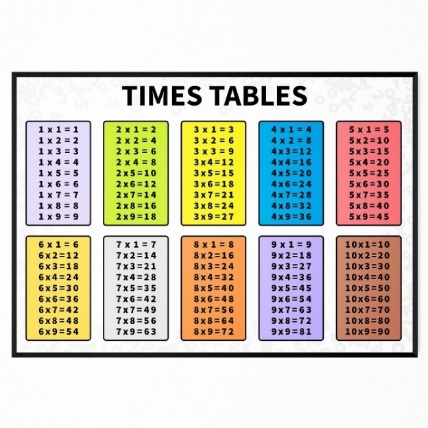 TIMES TABLES
1 x 1 = 1
1 x 2 = 2
1 x 3 = 3
1 x 4 = 4
1 x 5 = 5
1 x 6 = 6
1 x 7 = 7
1 x 8 = 8
1 x 9 = 9
2 x 1 = 2
2 x 2 = 4
2 x 3 = 6
2 x 4 = 8
2x5=10
2x6=12
2x7=14
2x8=16
2x9=18
3 x 1 = 3
3 x 2 = 6
3 x 3 = 9
3x4=12
3x5=15
3x6=18
3x7=21
3x8=24
3x9=27
4 x 1 = 4
4 x 2 = 8
4x3=12
4x4=16
4x5=20
4x6=24
4x7=28
4x8=32
4x9=36
5 x 1 = 5
5x2=10
5x3=15
5x4=20
5x5=25
5x6=30
5x7=35
5x8=40
5x9=45
6 x 1 = 6
6x2=12
6x3=18
6x4=24
6x5=30
6x6=36
6x7=42
6x8=48
6x9=54
7 x 1 = 7
7x2=14
7x3=21
7x4=28
7x5=35
7x6=42
7x7=49
7x8=56
7x9=63
8 x 1 = 8
8x2=16
8x3=24
8x4=32
8x5=40
8x6=48
8x7=56
8x8=64
8x9=72
9 x 1 = 9
9x2=18
9x3=27
9x4=36
9x5=45
9x6=54
9x7=63
9x8=72
9x9=81
10x1=10
10x2=20
10x3=30
10x4=40
10x5=50
10x6=60
10x7=70
10x8=80
10x9=90